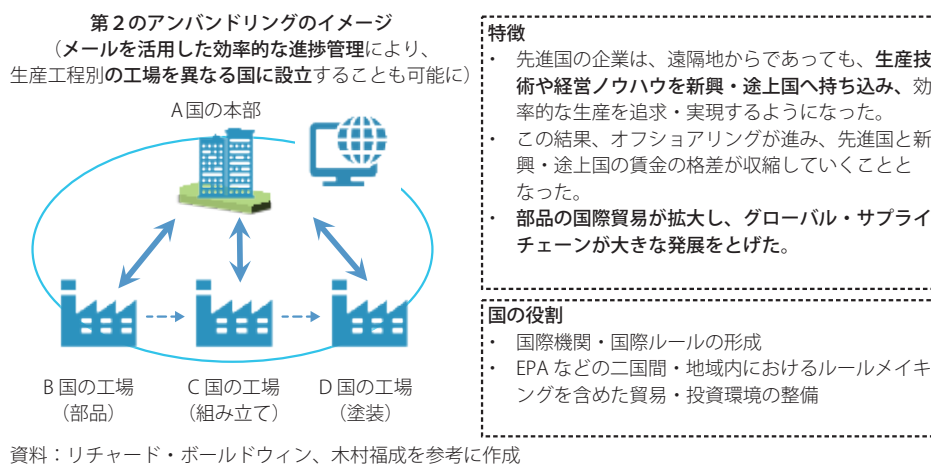 第２のアンバンドリングのイメージ
（メールを活用した効率的な進捗管理により、
生産工程別の工場を異なる国に設立することも可能に）
A国の本部
B 国の工場
（部品）
C 国の工場
（組み立て）
D 国の工場
（塗装）
特徴
・ 先進国の企業は、遠隔地からであっても、生産技
術や経営ノウハウを新興・途上国へ持ち込み、効
率的な生産を追求・実現するようになった。
・ この結果、オフショアリングが進み、先進国と新
興・途上国の賃金の格差が収縮していくことと
なった。
・ 部品の国際貿易が拡大し、グローバル・サプライ
チェーンが大きな発展をとげた。
国の役割
・ 国際機関・国際ルールの形成
・ EPA などの二国間・地域内におけるルールメイキ
ングを含めた貿易・投資環境の整備
資料：リチャード・ボールドウィン、木村福成を参考に作成